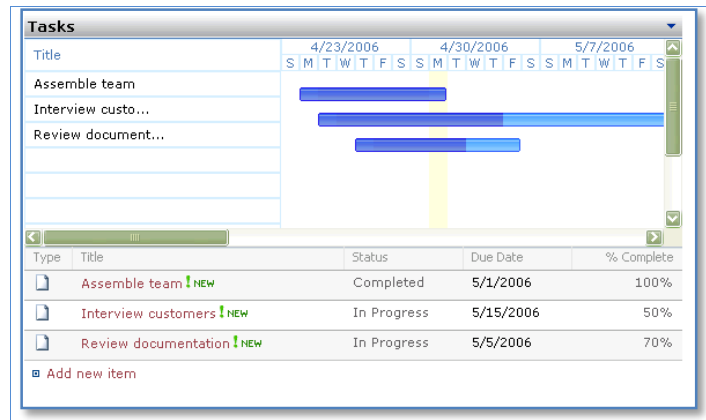 Tasks
Title
4/23/2006 4/30/2006 5/7/2006
S M T W T F S S M T W T F S S M T W T F S
Assemble team
Interview custo...
Review document...
Type Title Status Due Date % Complete
Assemble team ! NEW Completed 5/1/2006 100%
Interview customers ! NEW In Progress 5/15/2006 50%
Review documentation ! NEW In Progress 5/5/2006 70%
Add new item